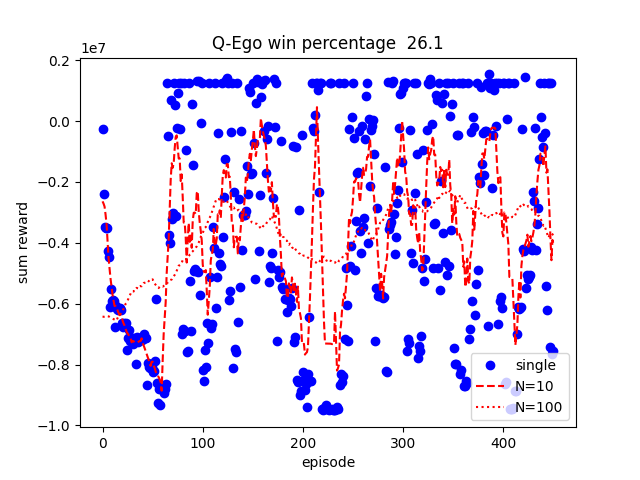 Q-Ego win percentage  26.1
1e7
0.2
0.0
−0.2
−0.4
−0.6
−0.8
−1.0
sum reward
0
100
200
300
400
episode
single
N=10
N=100